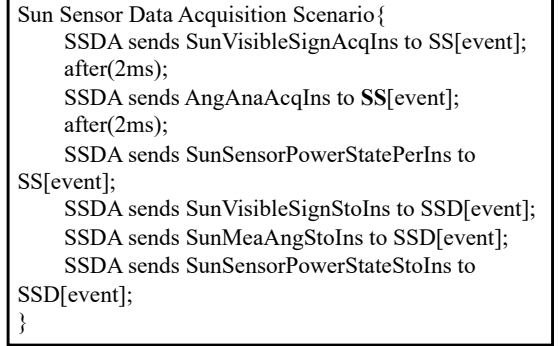 Sun Sensor Data Acquisition Scenario{
SSDA sends SunVisibleSignAcqIns to SS[event];
after(2ms);
SSDA sends AngAnaAcqIns to SS[event];
after(2ms);
SSDA sends SunSensorPowerStatePerIns to
SS[event];
SSDA sends SunVisibleSignStoIns to SSD[event];
SSDA sends SunMeaAngStoIns to SSD[event];
SSDA sends SunSensorPowerStateStoIns to
SSD[event];
}